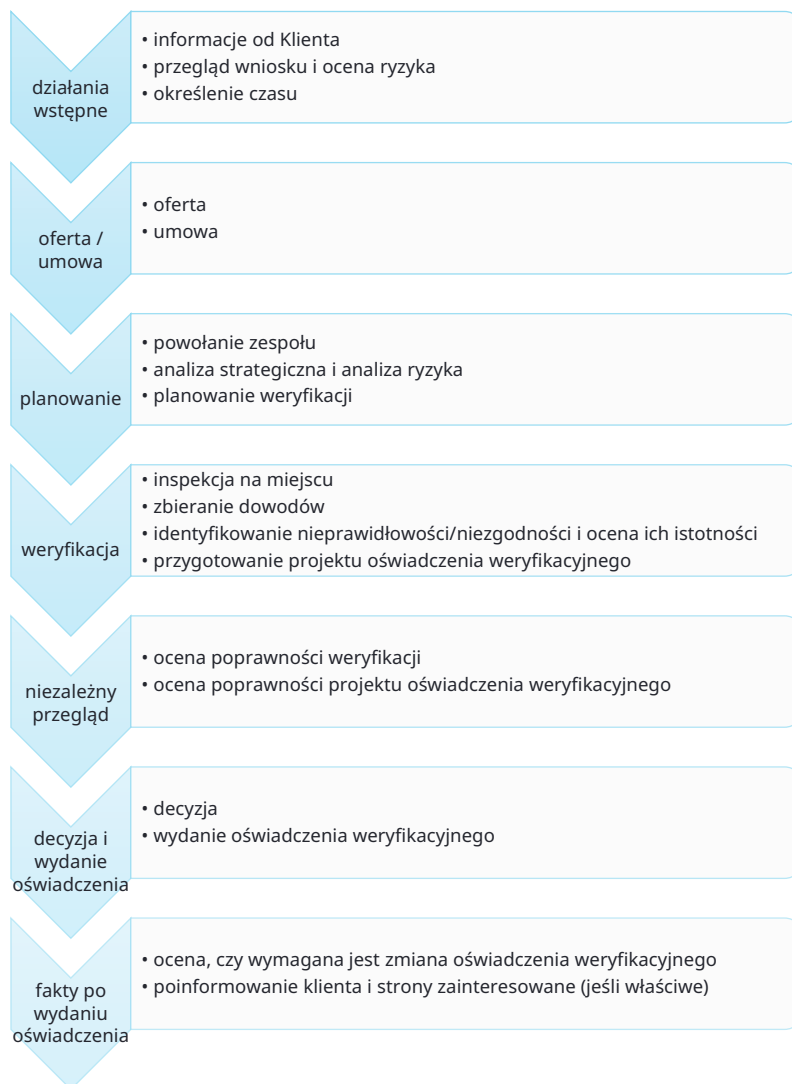 działania
wstępne
• informacje od Klienta
• przegląd wniosku i ocena ryzyka
• określenie czasu
oferta /
umowa
• oferta
• umowa
planowanie
• powołanie zespołu
• analiza strategiczna i analiza ryzyka
• planowanie weryfikacji
weryfikacja
• inspekcja na miejscu
• zbieranie dowodów
• identyfikowanie nieprawidłowości/niezgodności i ocena ich istotności
• przygotowanie projektu oświadczenia weryfikacyjnego
niezależny
przegląd
• ocena poprawności weryfikacji
• ocena poprawności projektu oświadczenia weryfikacyjnego
decyzja i
wydanie
oświadczenia
• decyzja
• wydanie oświadczenia weryfikacyjnego
fakty po
wydaniu
oświadczenia
• ocena, czy wymagana jest zmiana oświadczenia weryfikacyjnego
• poinformowanie klienta i strony zainteresowane (jeśli właściwe)